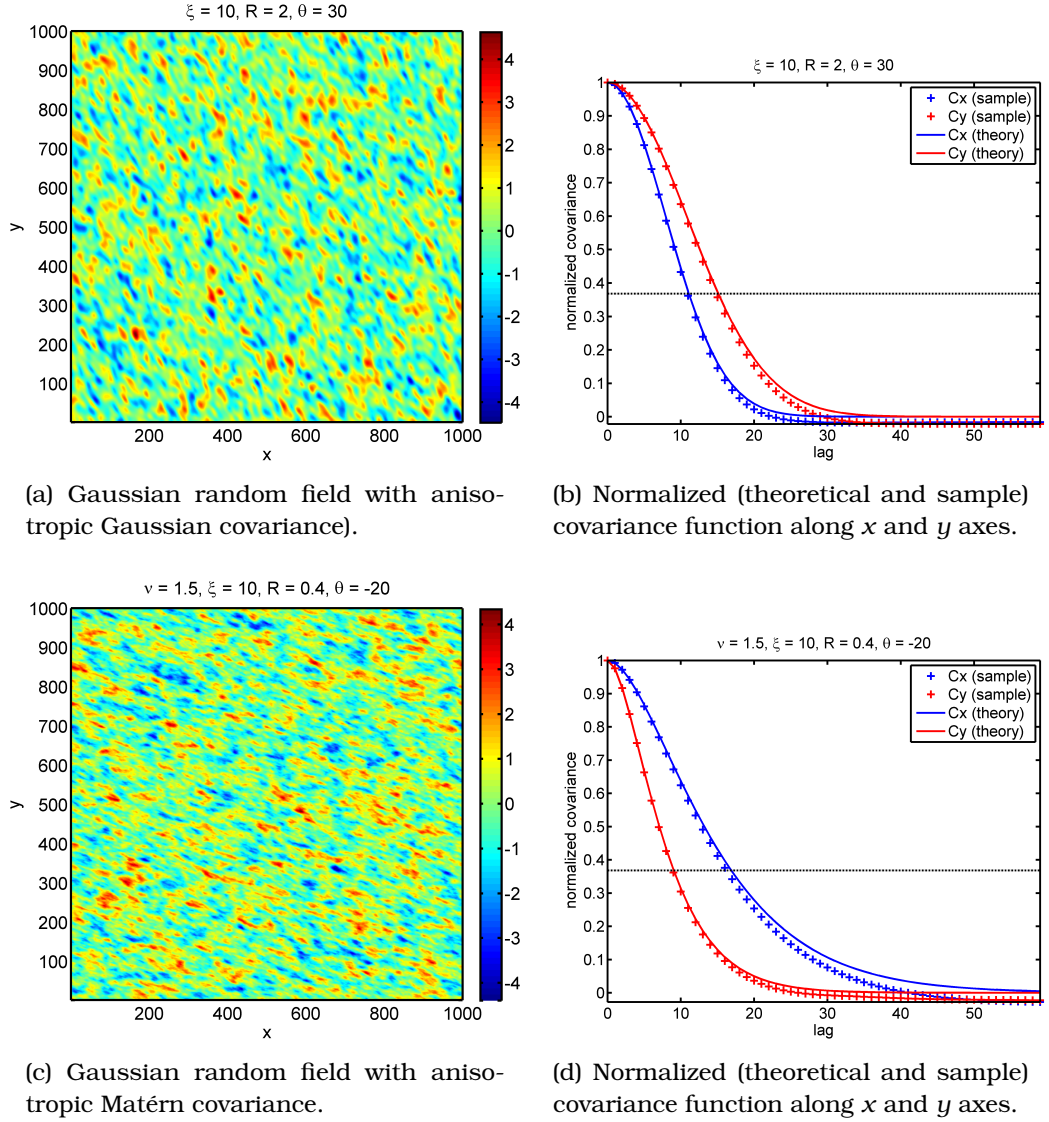 ξ = 10, R = 2, θ = 30
1000
900
800
700
600
500
400
300
200
100
y
200
400
600
800
1000
x
4
3
2
1
0
-1
-2
-3
-4
ξ = 10, R = 2, θ = 30
1
0.9
0.8
0.7
0.6
0.5
0.4
0.3
0.2
0.1
0
normalized covariance
0
10
20
30
40
50
lag
Cx (sample)
Cy (sample)
Cx (theory)
Cy (theory)
(a) Gaussian random field with aniso-
tropic Gaussian covariance).
(b) Normalized (theoretical and sample)
covariance function along x and y axes.
ν = 1.5, ξ = 10, R = 0.4, θ = -20
1000
900
800
700
600
500
400
300
200
100
y
200
400
600
800
1000
x
4
3
2
1
0
-1
-2
-3
-4
ν = 1.5, ξ = 10, R = 0.4, θ = -20
1
0.9
0.8
0.7
0.6
0.5
0.4
0.3
0.2
0.1
0
normalized covariance
0
10
20
30
40
50
lag
Cx (sample)
Cy (sample)
Cx (theory)
Cy (theory)
(c) Gaussian random field with aniso-
tropic Matérn covariance.
(d) Normalized (theoretical and sample)
covariance function along x and y axes.